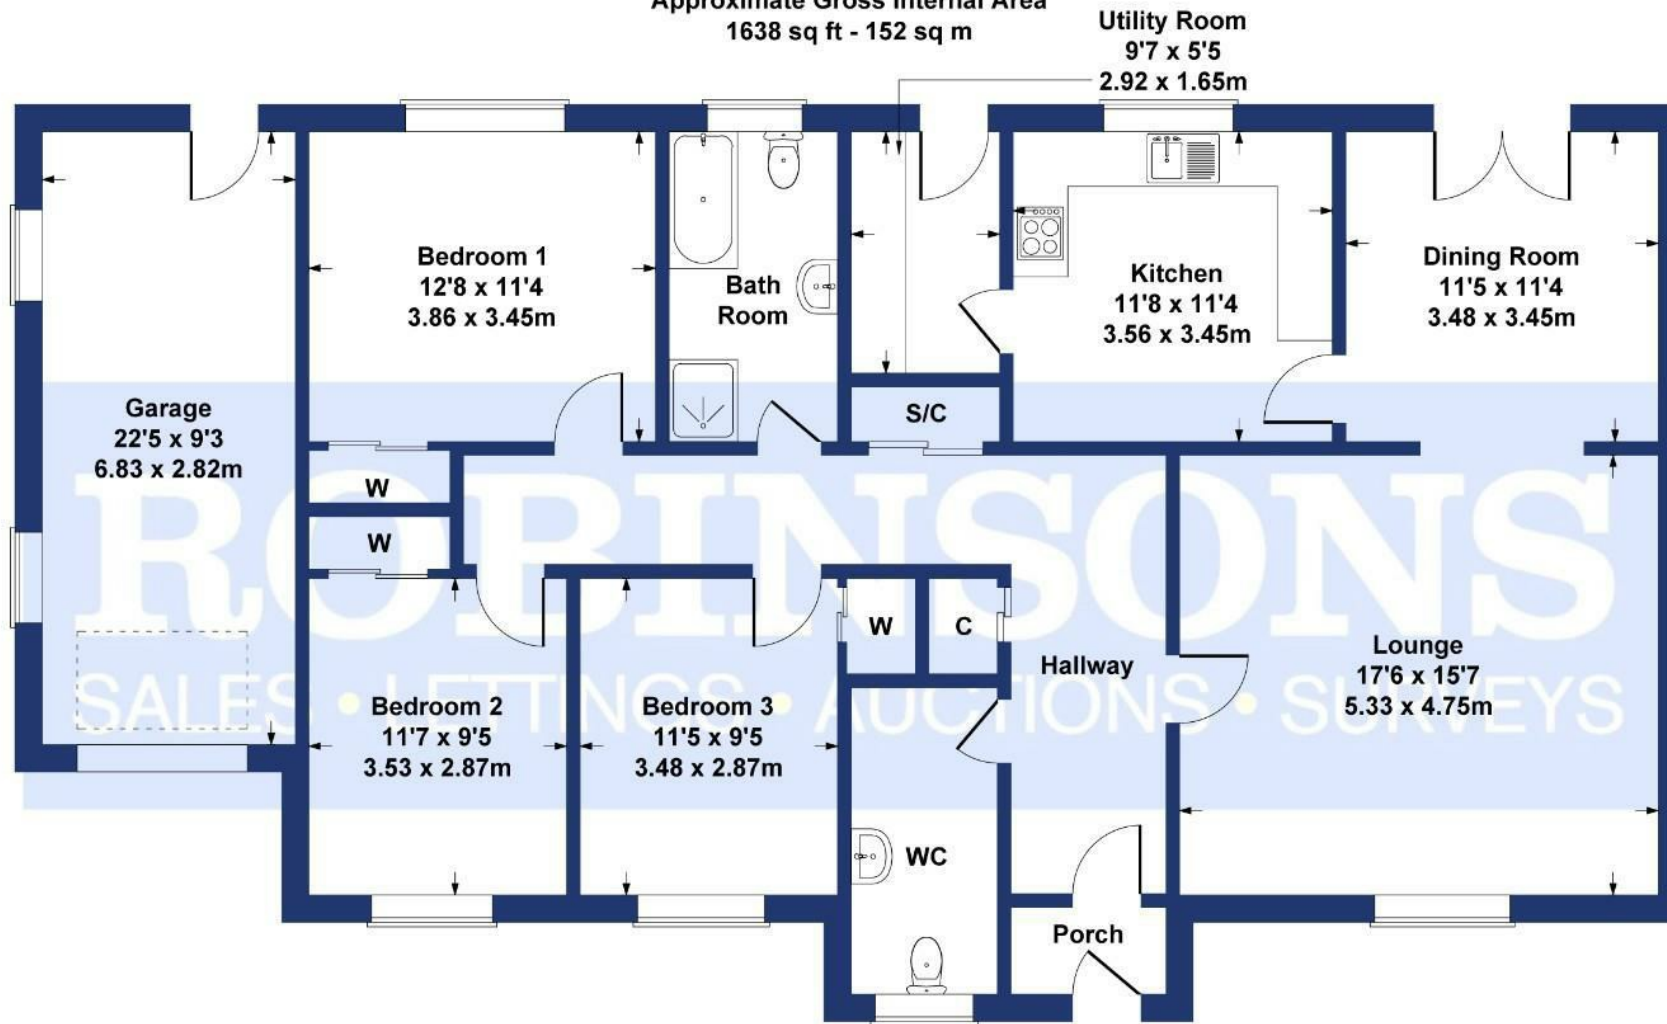 Approximate Gross Internal Area
1638 sq ft - 152 sq m
Utility Room
9'7 x 5'5
2.92 x 1.65m
Bedroom 1
12'8 x 11'4
3.86 x 3.45m
Bath
Room
Kitchen
11'8 x 11'4
3.56 x 3.45m
Dining Room
11'5 x 11'4
3.48 x 3.45m
Garage
22'5 x 9'3
6.83 x 2.82m
S/C
W
W
ROBINSONS
SALES • LETTINGS • AUCTIONS • SURVEYS
W
C
Hallway
Lounge
17'6 x 15'7
5.33 x 4.75m
Bedroom 2
11'7 x 9'5
3.53 x 2.87m
Bedroom 3
11'5 x 9'5
3.48 x 2.87m
WC
Porch